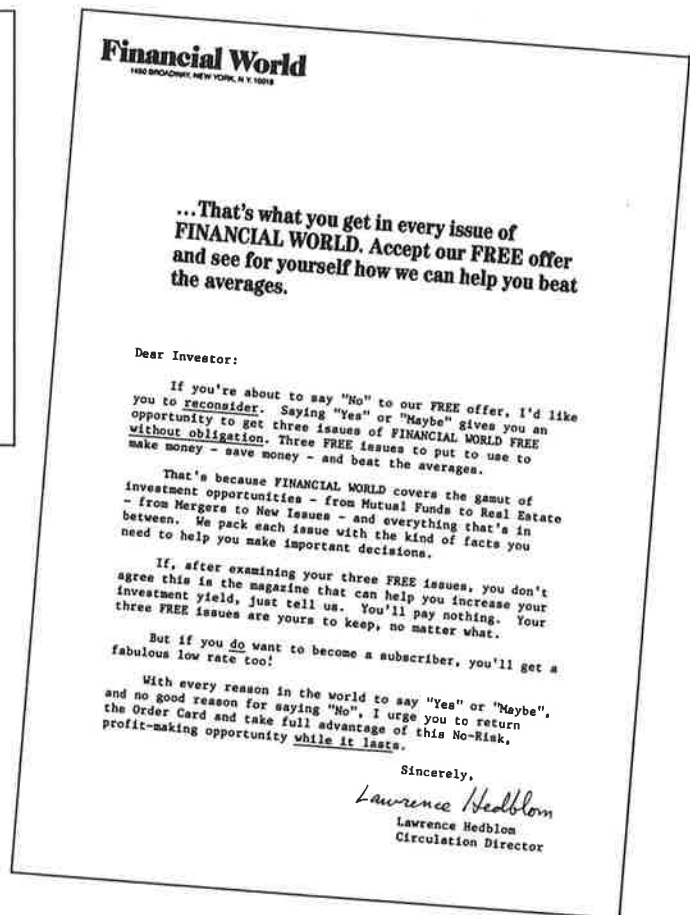 Financial World
1450 BROADWAY, NEW YORK, N.Y. 10018
...That's what you get in every issue of
FINANCIAL WORLD. Accept our FREE offer
and see for yourself how we can help you beat
the averages.
Dear Investor:
If you're about to say "No" to our FREE offer, I'd like
you to reconsider. Saying "Yes" or "Maybe" gives you an
opportunity to get three issues of FINANCIAL WORLD FREE
without obligation. Three FREE issues to put to use to
make money - save money - and beat the averages.
That's because FINANCIAL WORLD covers the gamut of
investment opportunities - from Mutual Funds to Real Estate
- from Mergers to New Issues - and everything that's in
between. We pack each issue with the kind of facts you
need to help you make important decisions.
If, after examining your three FREE issues, you don't
agree this is the magazine that can help you increase your
investment yield, just tell us. You'll pay nothing. Your
three FREE issues are yours to keep, no matter what.
But if you do want to become a subscriber, you'll get a
fabulous low rate too!
With every reason in the world to say "Yes" or "Maybe",
and no good reason for saying "No", I urge you to return
the Order Card and take full advantage of this No-Risk,
profit-making opportunity while it lasts.
Sincerely,
Lawrence Hedblom
Lawrence Hedblom
Circulation Director